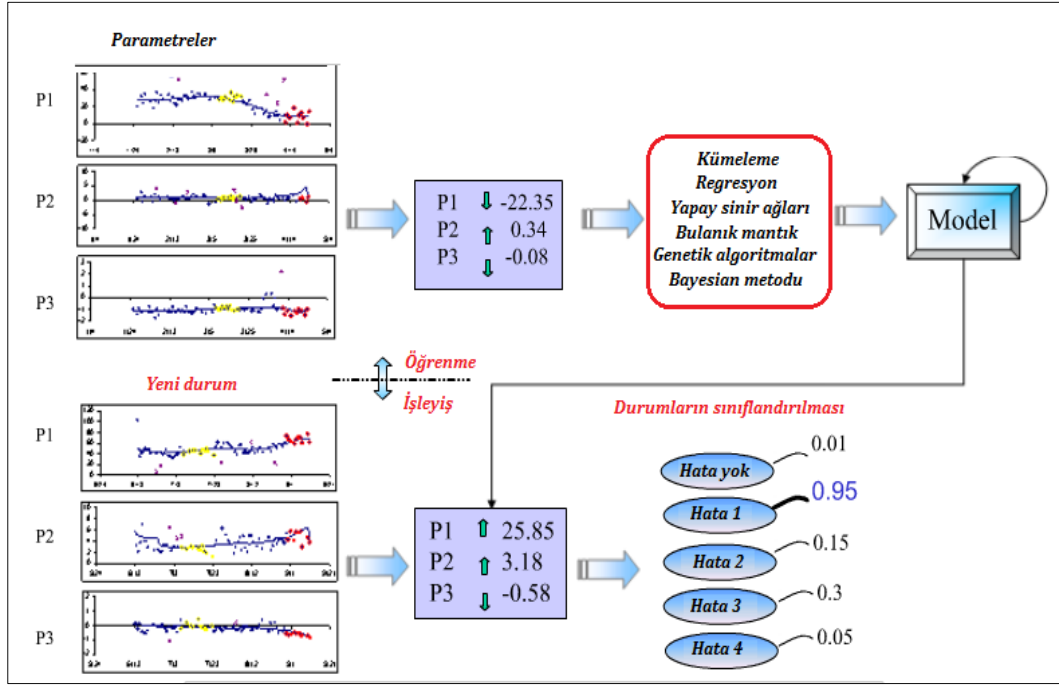 Parametreler
P1
P2
P3
P1 -22.35
P2 0.34
P3 -0.08
Kümeleme
Regresyon
Yapay sinir ağları
Bulanık mantık
Genetik algoritmalar
Bayesian metodu
Model
Öğrenme
İşleyiş
Yeni durum
P1
P2
P3
P1 25.85
P2 3.18
P3 -0.58
Durumların sınıflandırılması
Hata yok 0.01
Hata 1 0.95
Hata 2 0.15
Hata 3 0.3
Hata 4 0.05